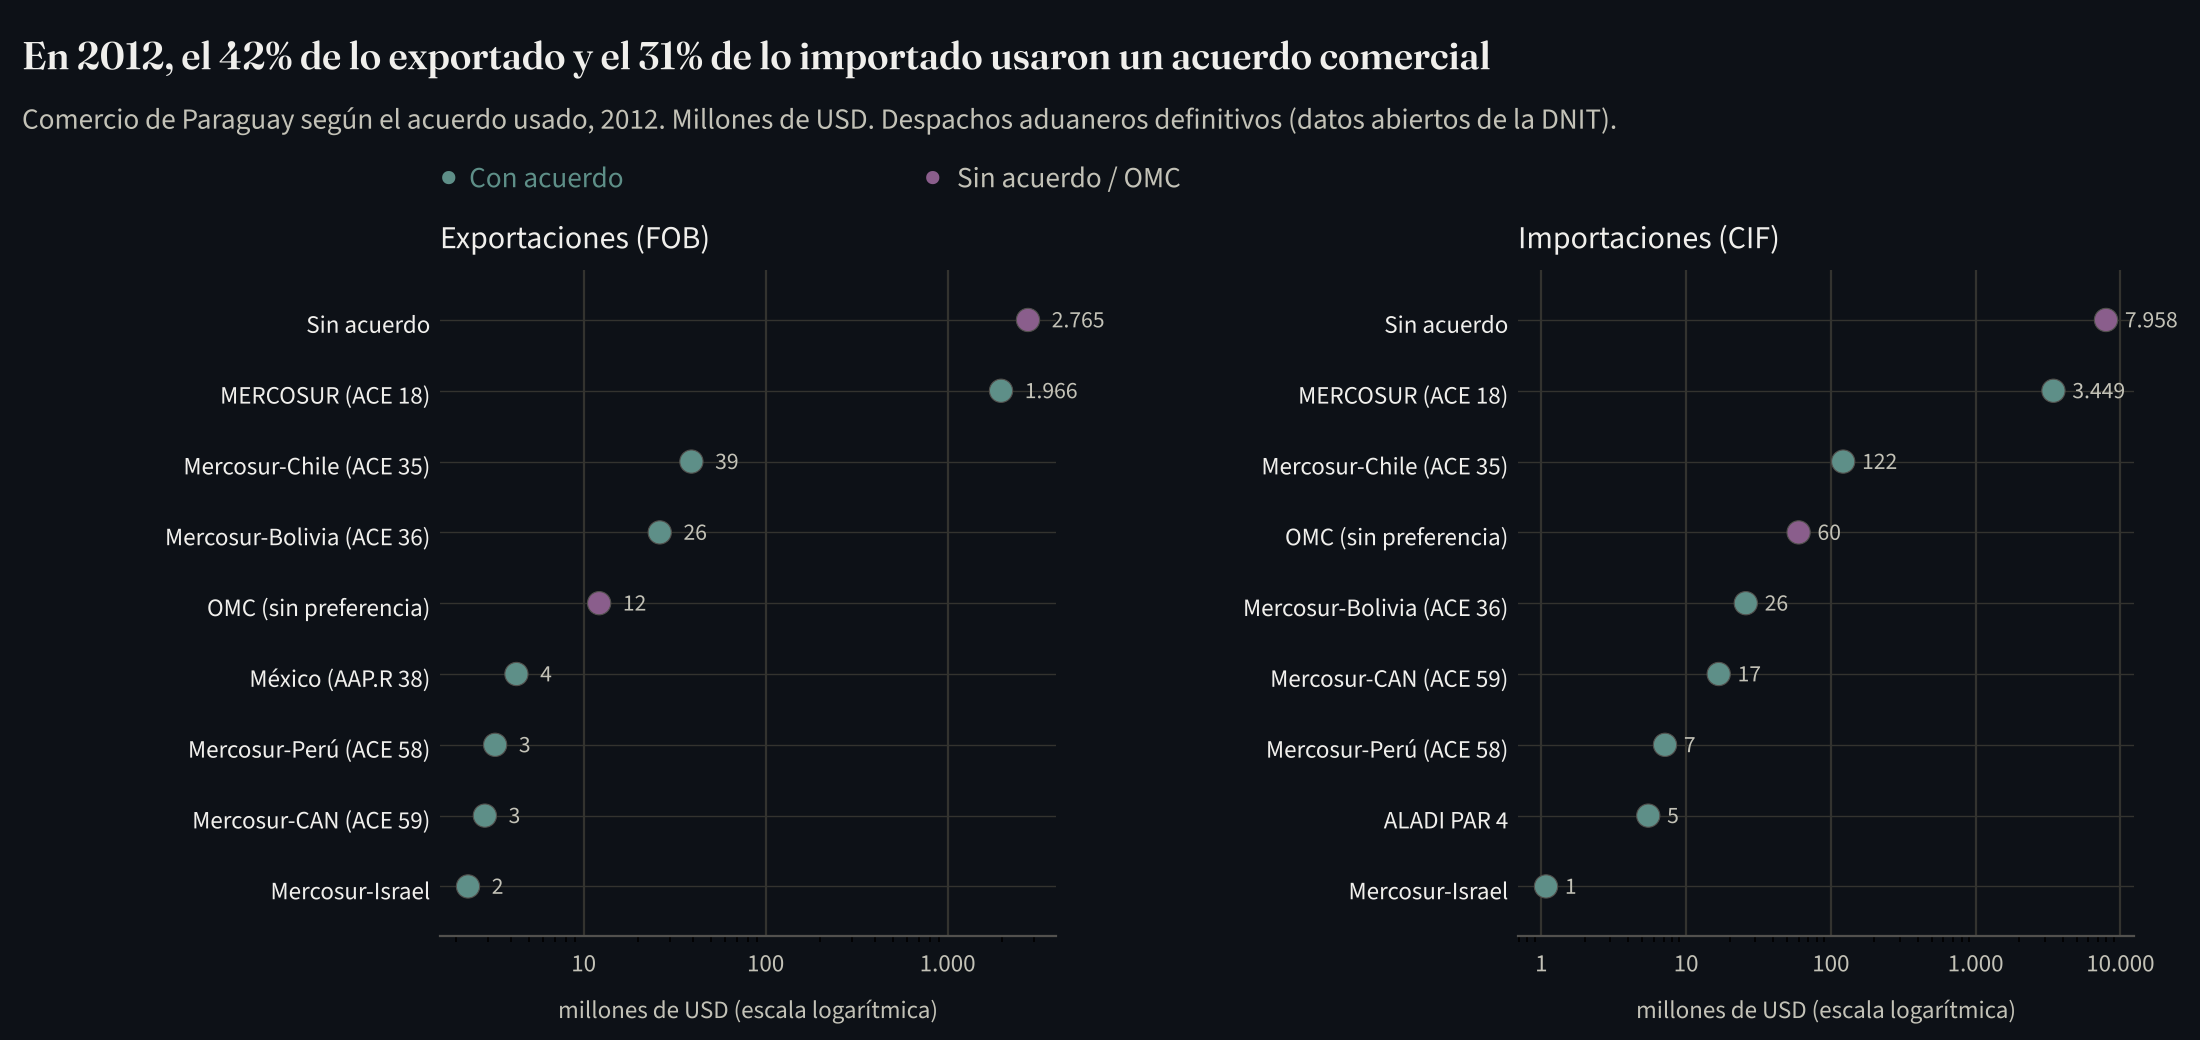 En 2012, el 42% de lo exportado y el 31% de lo importado usaron un acuerdo comercial
Comercio de Paraguay según el acuerdo usado, 2012. Millones de USD. Despachos aduaneros definitivos (datos abiertos de la DNIT).
Con acuerdo
Sin acuerdo / OMC
Exportaciones (FOB)
Sin acuerdo 2.765
MERCOSUR (ACE 18) 1.966
Mercosur-Chile (ACE 35) 39
Mercosur-Bolivia (ACE 36) 26
OMC (sin preferencia) 12
México (AAP.R 38) 4
Mercosur-Perú (ACE 58) 3
Mercosur-CAN (ACE 59) 3
Mercosur-Israel 2
10 100 1.000
millones de USD (escala logarítmica)
Importaciones (CIF)
Sin acuerdo 7.958
MERCOSUR (ACE 18) 3.449
Mercosur-Chile (ACE 35) 122
OMC (sin preferencia) 60
Mercosur-Bolivia (ACE 36) 26
Mercosur-CAN (ACE 59) 17
Mercosur-Perú (ACE 58) 7
ALADI PAR 4 5
Mercosur-Israel 1
1 10 100 1.000 10.000
millones de USD (escala logarítmica)